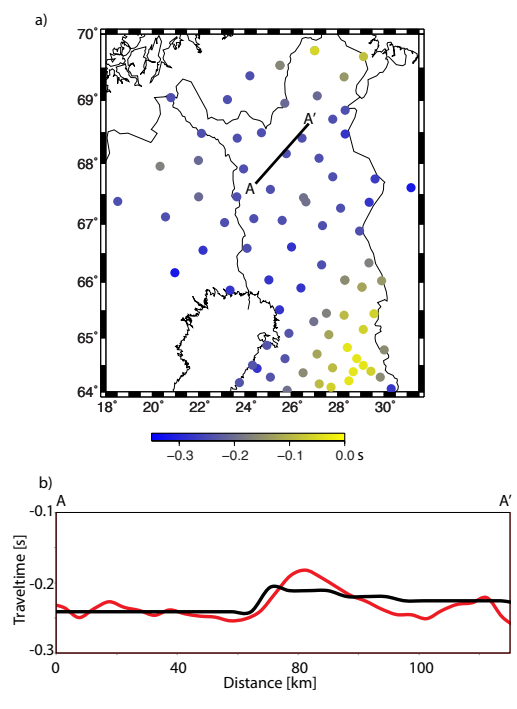 a)
70˚
69˚
68˚
67˚
66˚
65˚
64˚
A'
A
18˚ 20˚ 22˚ 24˚ 26˚ 28˚ 30˚
−0.3 −0.2 −0.1 0.0 s
b)
A A'
-0.1
-0.2
-0.3
Traveltime [s]
0 40 80 100
Distance [km]